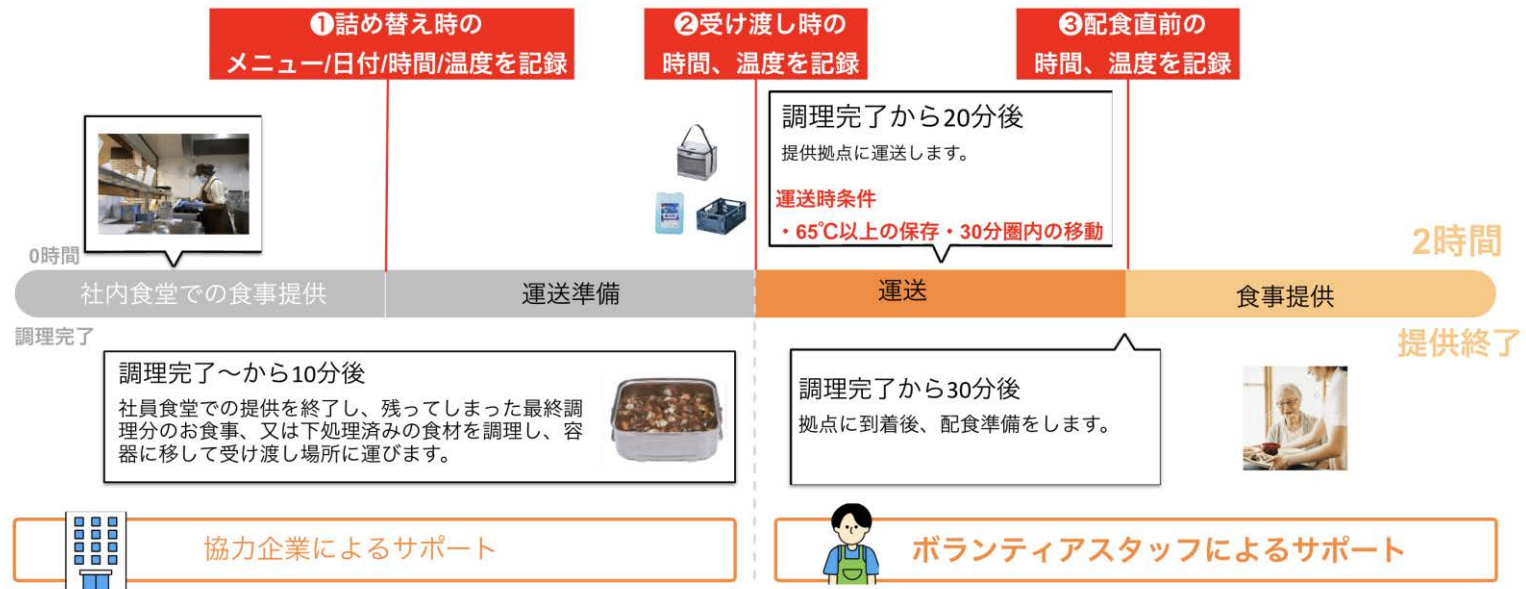 ❶詰め替え時の
メニュー/日付/時間/温度を記録
❷受け渡し時の
時間、温度を記録
❸配食直前の
時間、温度を記録
調理完了から20分後
提供拠点に運送します。
運送時条件
・65℃以上の保存・30分圏内の移動
0時間
2時間
社内食堂での食事提供
運送準備
運送
食事提供
調理完了
提供終了
調理完了〜から10分後
社員食堂での提供を終了し、残ってしまった最終調
理分のお食事、又は下処理済みの食材を調理し、容
器に移して受け渡し場所に運びます。
調理完了から30分後
拠点に到着後、配食準備をします。
協力企業によるサポート
ボランティアスタッフによるサポート